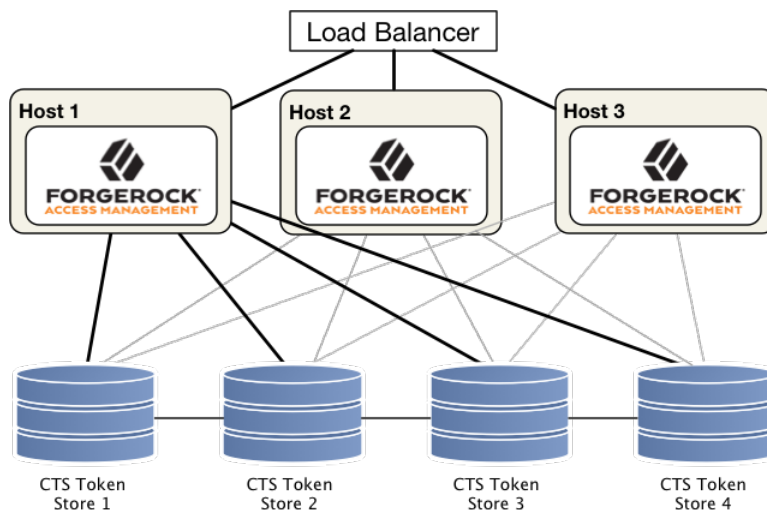 Load Balancer
Host 1
Host 2
Host 3
FORGEROCK
ACCESS MANAGEMENT
FORGEROCK
ACCESS MANAGEMENT
FORGEROCK
ACCESS MANAGEMENT
CTS Token
Store 1
CTS Token
Store 2
CTS Token
Store 3
CTS Token
Store 4